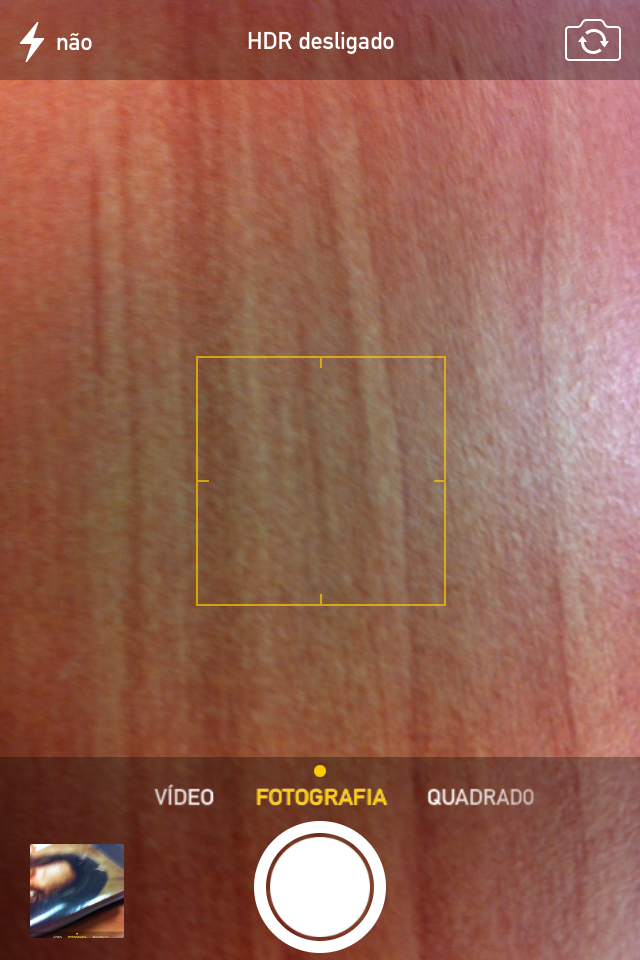 não
HDR desligado
VÍDEO
FOTOGRAFIA
QUADRADO